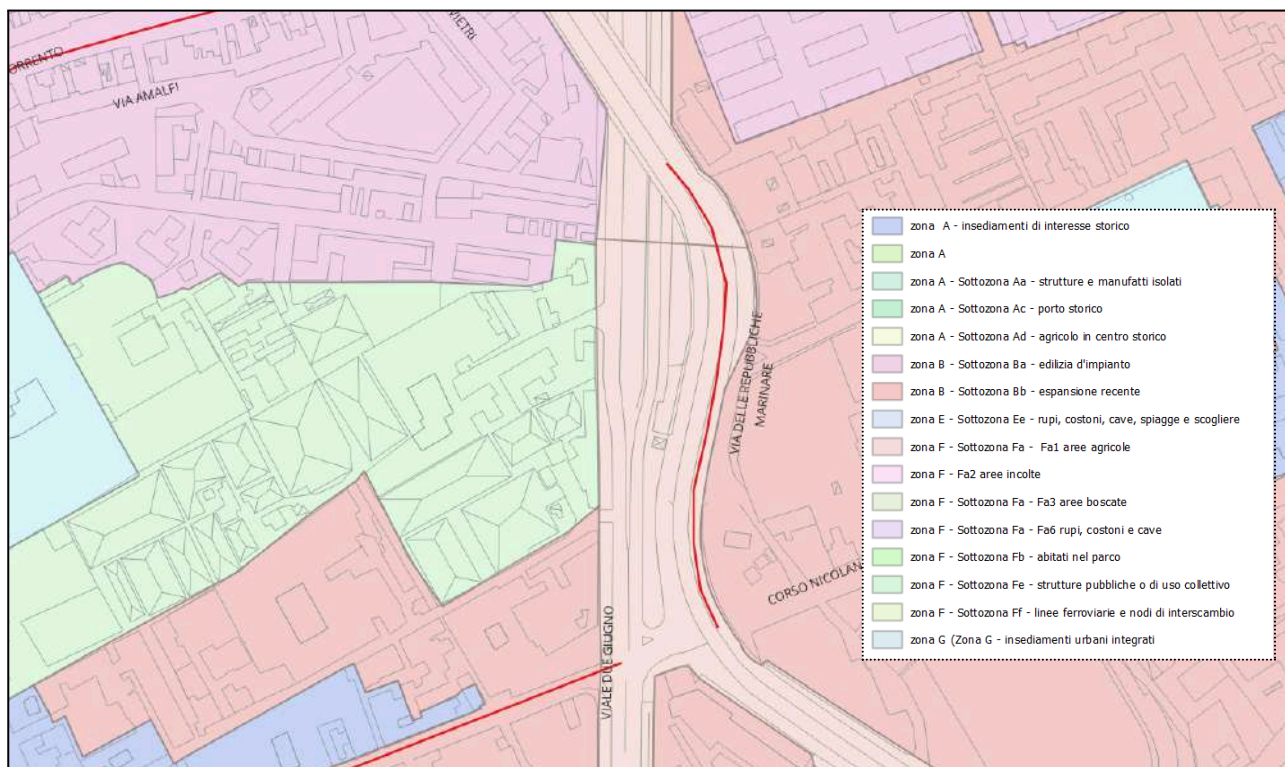 VIETRI
ORRENTO
VIA AMALFI
VIA DELLE REPUBBLICHE
MARINARE
zona A - insediamenti di interesse storico
zona A
zona A - Sottozona Aa - strutture e manufatti isolati
zona A - Sottozona Ac - porto storico
zona A - Sottozona Ad - agricolo in centro storico
zona B - Sottozona Ba - edilizia d'impianto
zona B - Sottozona Bb - espansione recente
zona E - Sottozona Ee - rupi, costoni, cave, spiagge e scogliere
zona F - Sottozona Fa - Fa1 aree agricole
zona F - Fa2 aree incolte
zona F - Sottozona Fa - Fa3 aree boscate
zona F - Sottozona Fa - Fa6 rupi, costoni e cave
zona F - Sottozona Fb - abitati nel parco
zona F - Sottozona Fe - strutture pubbliche o di uso collettivo
zona F - Sottozona Ff - linee ferroviarie e nodi di interscambio
zona G (Zona G - insediamenti urbani integrati
CORSO NICOLAN
VIALE DUE GIUGNO